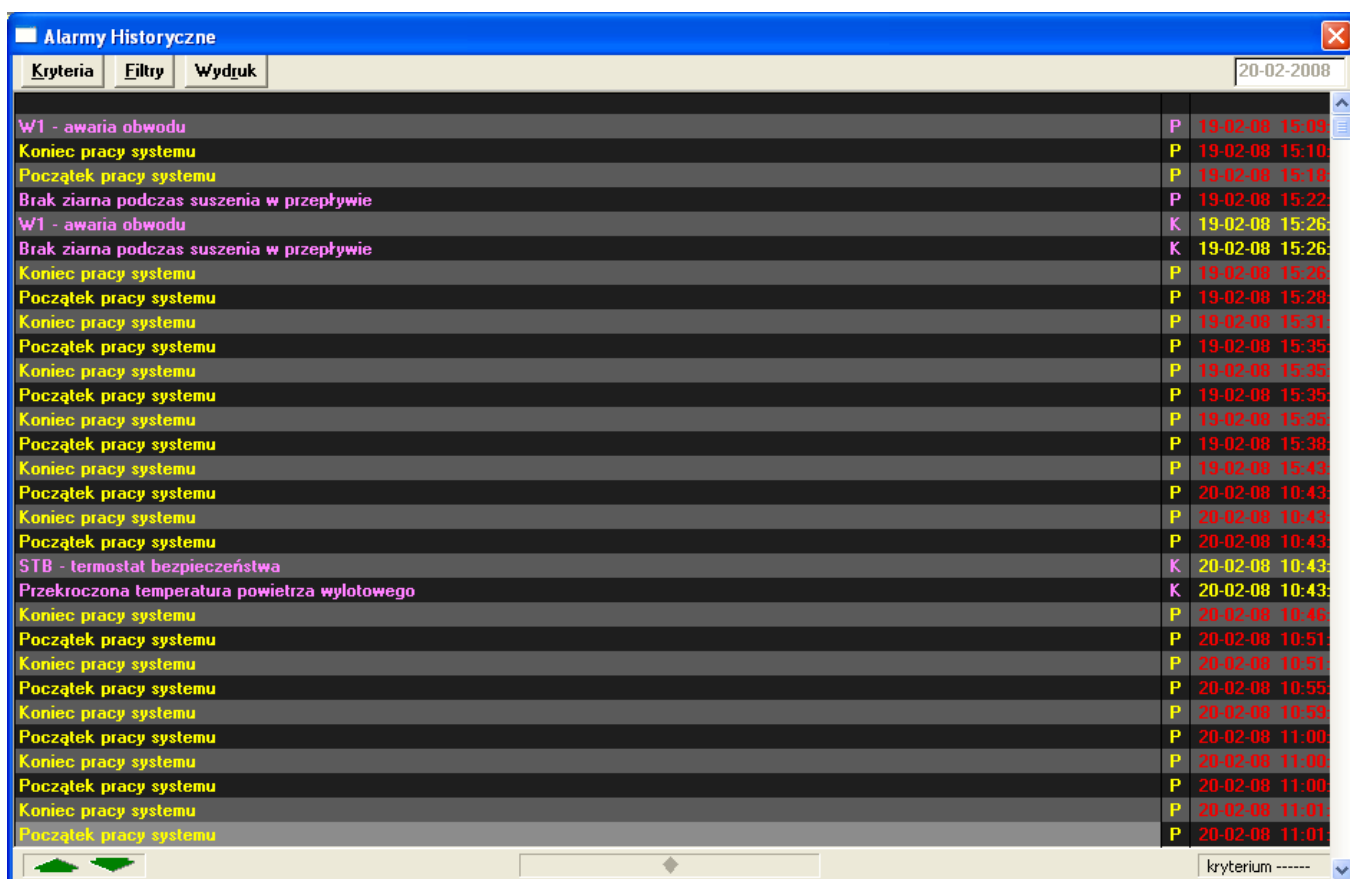 Alarmy Historyczne
Kryteria Filtry Wydruk 20-02-2008
W1 - awaria obwodu P 19-02-08 15:09:
Koniec pracy systemu P 19-02-08 15:10:
Początek pracy systemu P 19-02-08 15:18:
Brak ziarna podczas suszenia w przepływie P 19-02-08 15:22:
W1 - awaria obwodu K 19-02-08 15:26:
Brak ziarna podczas suszenia w przepływie K 19-02-08 15:26:
Koniec pracy systemu P 19-02-08 15:26:
Początek pracy systemu P 19-02-08 15:28:
Koniec pracy systemu P 19-02-08 15:31:
Początek pracy systemu P 19-02-08 15:35:
Koniec pracy systemu P 19-02-08 15:35:
Początek pracy systemu P 19-02-08 15:35:
Koniec pracy systemu P 19-02-08 15:35:
Początek pracy systemu P 19-02-08 15:38:
Koniec pracy systemu P 19-02-08 15:43:
Początek pracy systemu P 20-02-08 10:43:
Koniec pracy systemu P 20-02-08 10:43:
Początek pracy systemu P 20-02-08 10:43:
STB - termostat bezpieczeństwa K 20-02-08 10:43:
Przekroczona temperatura powietrza wylotowego K 20-02-08 10:43:
Koniec pracy systemu P 20-02-08 10:46:
Początek pracy systemu P 20-02-08 10:51:
Koniec pracy systemu P 20-02-08 10:51:
Początek pracy systemu P 20-02-08 10:55:
Koniec pracy systemu P 20-02-08 10:59:
Początek pracy systemu P 20-02-08 11:00:
Koniec pracy systemu P 20-02-08 11:00:
Początek pracy systemu P 20-02-08 11:00:
Koniec pracy systemu P 20-02-08 11:01:
Początek pracy systemu P 20-02-08 11:01:
kryterium ------